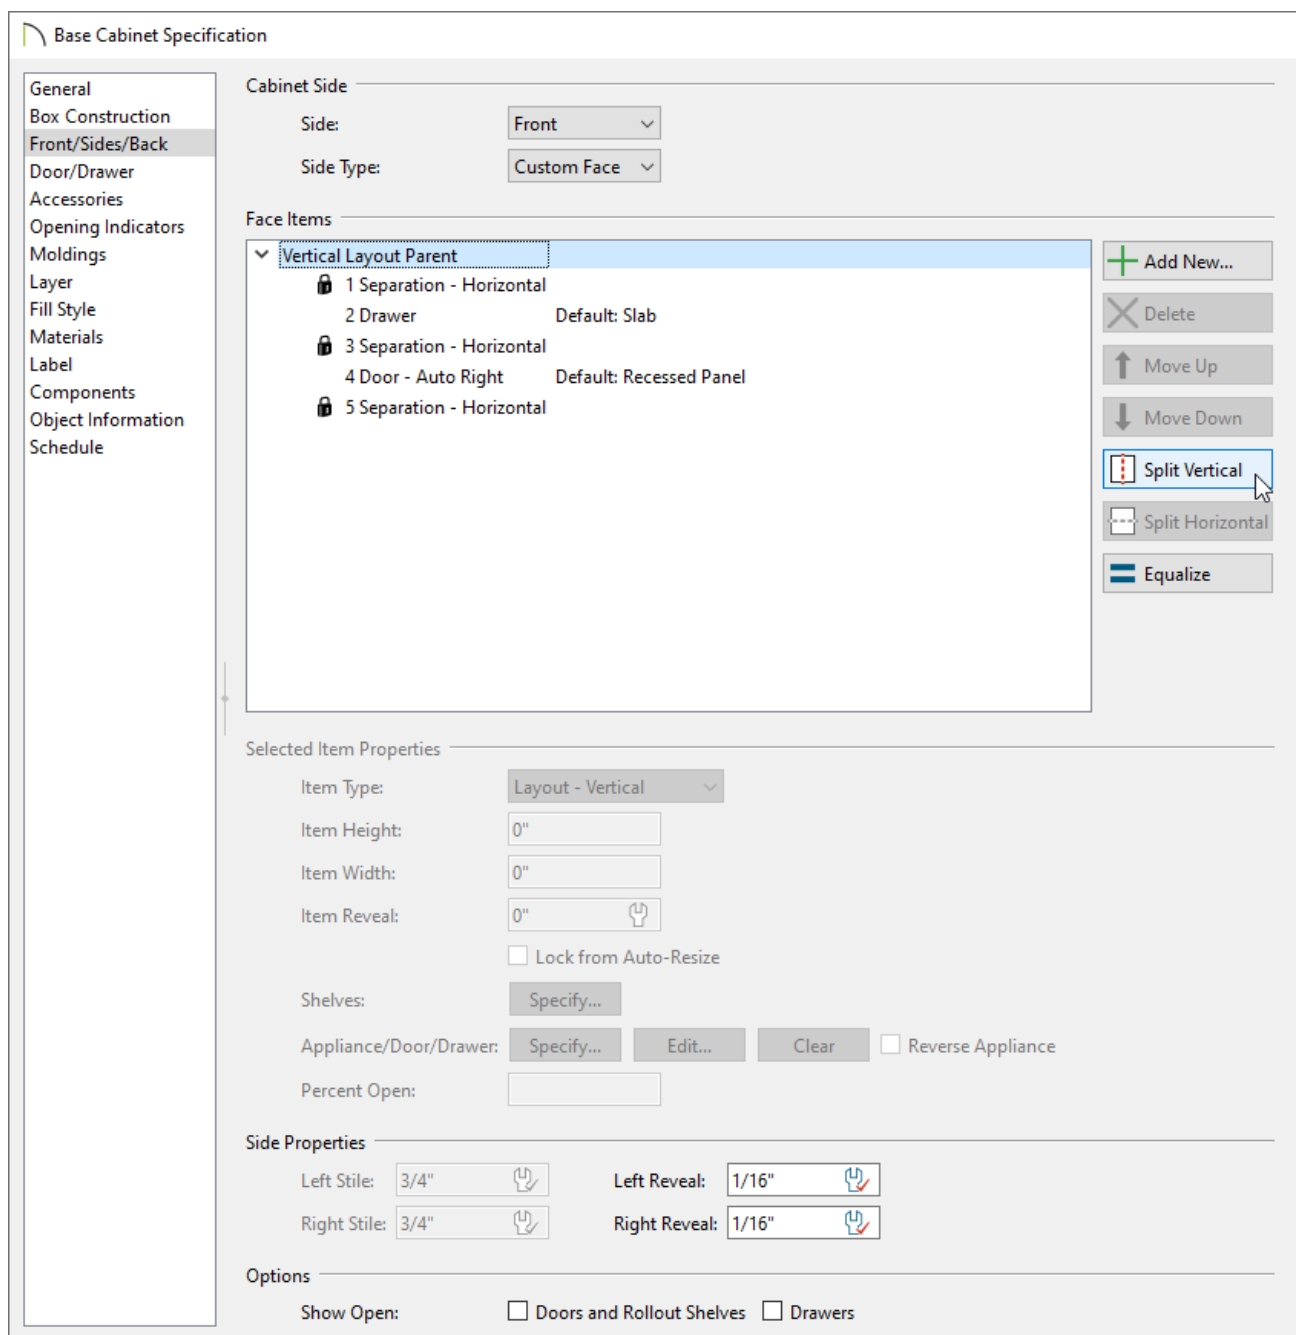 Base Cabinet Specification
General
Box Construction
Front/Sides/Back
Door/Drawer
Accessories
Opening Indicators
Moldings
Layer
Fill Style
Materials
Label
Components
Object Information
Schedule
Cabinet Side
Side: Front
Side Type: Custom Face
Face Items
Vertical Layout Parent
1 Separation - Horizontal
2 Drawer Default: Slab
3 Separation - Horizontal
4 Door - Auto Right Default: Recessed Panel
5 Separation - Horizontal
Add New...
Delete
Move Up
Move Down
Split Vertical
Split Horizontal
Equalize
Selected Item Properties
Item Type: Layout - Vertical
Item Height: 0"
Item Width: 0"
Item Reveal: 0"
Lock from Auto-Resize
Shelves: Specify...
Appliance/Door/Drawer: Specify... Edit... Clear Reverse Appliance
Percent Open:
Side Properties
Left Stile: 3/4" Left Reveal: 1/16"
Right Stile: 3/4" Right Reveal: 1/16"
Options
Show Open: Doors and Rollout Shelves Drawers